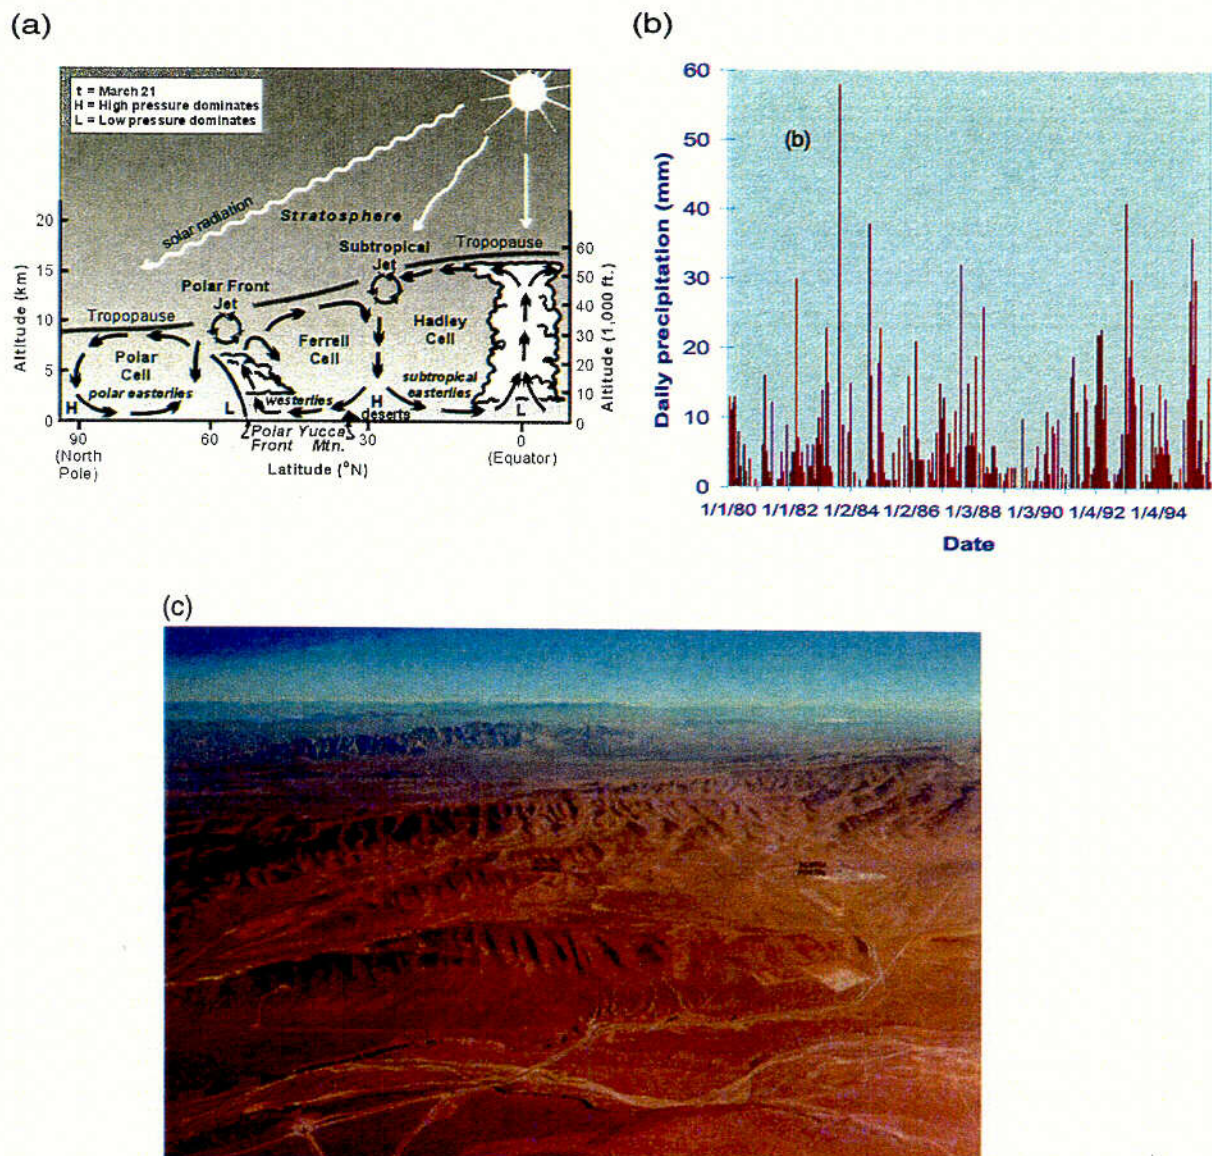 (a)
t = March 21
H = High pressure dominates
L = Low pressure dominates
solar radiation
Stratosphere
Subtropical
Jet
Tropopause
Polar Front
Jet
Tropopause
Polar
Cell
polar easterlies
Ferrell
Cell
Hadley
Cell
westerlies
subtropical
easterlies
H
L
H
deserts
L
Polar
Front
Yucca
Mtn.
20
15
10
5
0
Altitude (km)
60
50
40
30
20
10
0
Altitude (1,000 ft.)
90
60
30
0
(North
Pole)
Latitude (°N)
(Equator)
(b)
(b)
60
50
40
30
20
10
0
Daily precipitation (mm)
1/1/80 1/1/82 1/2/84 1/2/86 1/3/88 1/3/90 1/4/92 1/4/94
Date
(c)